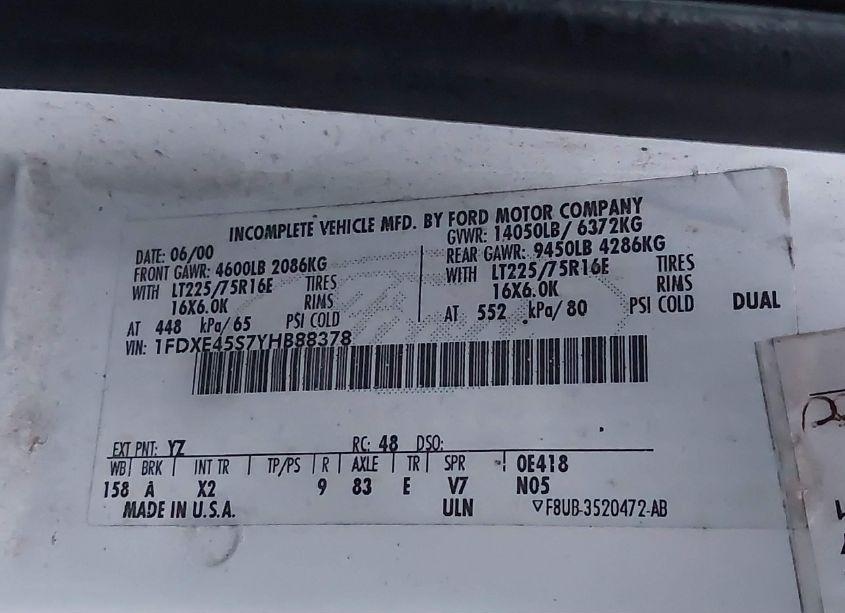 INCOMPLETE VEHICLE MFD. BY FORD MOTOR COMPANY
DATE: 06/00 GVWR: 14050LB/ 6372KG
FRONT GAWR: 4600LB 2086KG REAR GAWR: 9450LB 4286KG
WITH LT225/75R16E TIRES WITH LT225/75R16E TIRES
16X6.0K RIMS 16X6.0K RIMS
AT 448 kPa/65 PSI COLD AT 552 kPa/80 PSI COLD DUAL
VIN: 1FDXE45S7YHB88378
EXT PNT: YZ RC: 48 DSO:
WB BRK INT TR TP/PS R AXLE TR SPR 0E418
158 A X2 9 83 E V7 N05
MADE IN U.S.A. ULN F8UB-3520472-AB